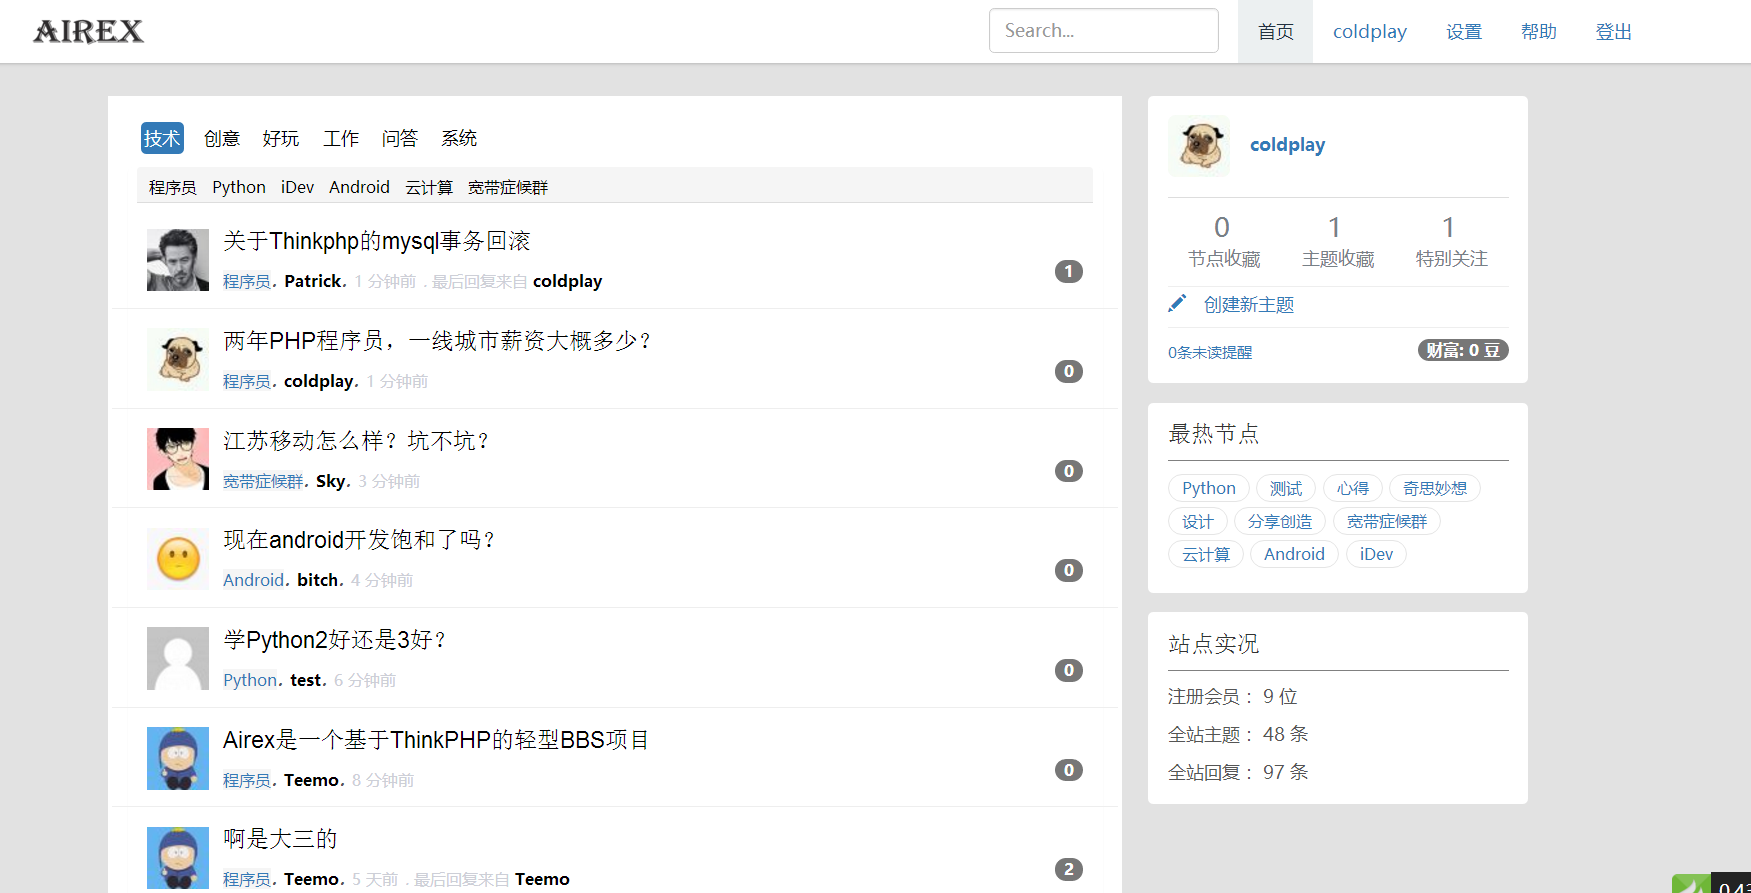 AIREX
Search...
首页 coldplay 设置 帮助 登出
技术 创意 好玩 工作 问答 系统
程序员 Python iDev Android 云计算 宽带症候群
关于Thinkphp的mysql事务回滚
程序员. Patrick. 1 分钟前 . 最后回复来自 coldplay
1
两年PHP程序员，一线城市薪资大概多少？
程序员. coldplay. 1 分钟前
0
江苏移动怎么样？坑不坑？
宽带症候群. Sky. 3 分钟前
0
现在android开发饱和了吗？
Android. bitch. 4 分钟前
0
学Python2好还是3好？
Python. test. 6 分钟前
0
Airex是一个基于ThinkPHP的轻型BBS项目
程序员. Teemo. 8 分钟前
0
啊是大三的
程序员. Teemo. 5 天前 . 最后回复来自 Teemo
2
coldplay
0 1 1
节点收藏 主题收藏 特别关注
创建新主题
0条未读提醒 财富: 0 豆
最热节点
Python 测试 心得 奇思妙想
设计 分享创造 宽带症候群
云计算 Android iDev
站点实况
注册会员： 9 位
全站主题： 48 条
全站回复： 97 条